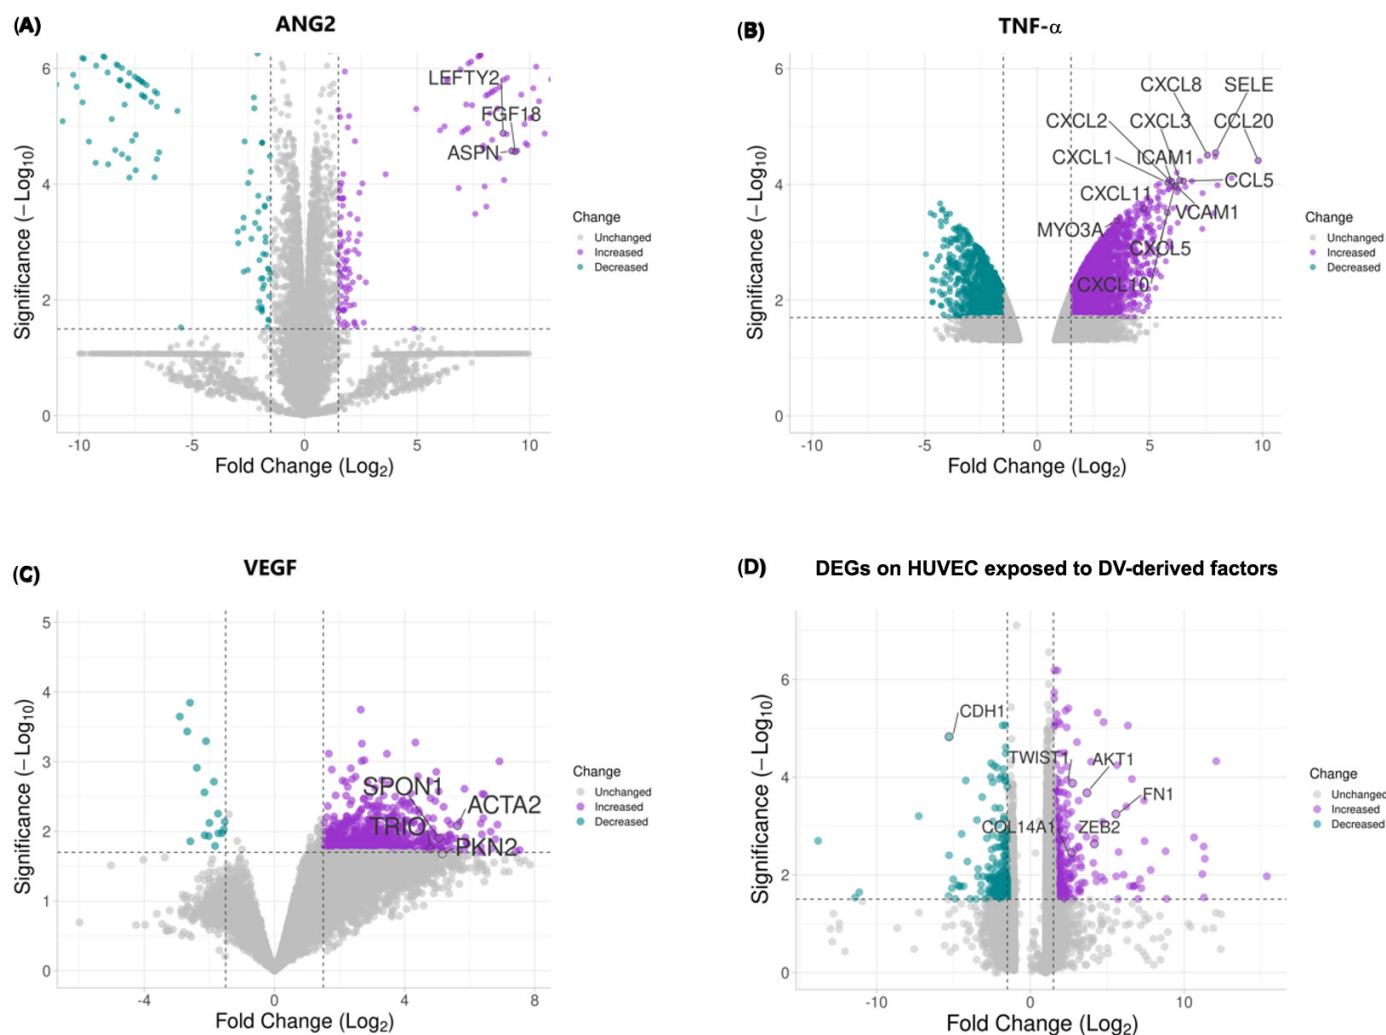 (A)
ANG2
6
4
2
0
-10
-5
0
5
10
Significance (−Log10)
Fold Change (Log2)
LEFTY2
FGF18
ASPN
Change
Unchanged
Increased
Decreased
(B)
TNF-α
6
4
2
0
-10
-5
0
5
10
Significance (−Log10)
Fold Change (Log2)
CXCL8
SELE
CXCL2
CXCL3
CCL20
CXCL1
ICAM1
CCL5
CXCL11
VCAM1
MYO3A
CXCL5
CXCL10
Change
Unchanged
Increased
Decreased
(C)
VEGF
5
4
3
2
1
0
-4
0
4
8
Significance (−Log10)
Fold Change (Log2)
SPON1
ACTA2
TRIO
PKN2
Change
Unchanged
Increased
Decreased
(D)
DEGs on HUVEC exposed to DV-derived factors
6
4
2
0
-10
0
10
Significance (−Log10)
Fold Change (Log2)
CDH1
TWIST1
AKT1
FN1
COL14A1
ZEB2
Change
Unchanged
Increased
Decreased